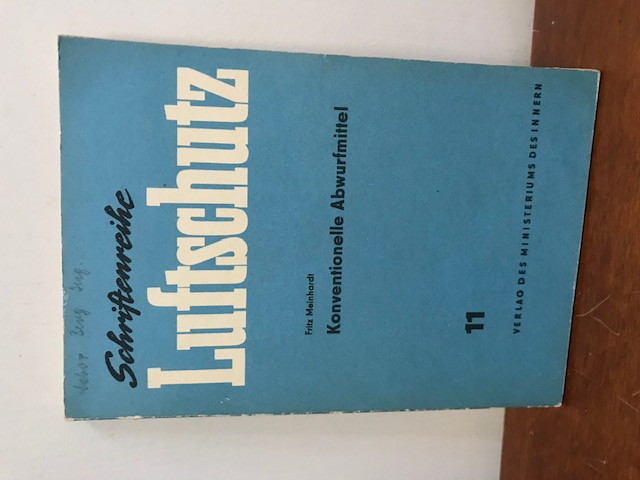 Schriftenreihe
Luftschutz
Fritz Meinhardt
Konventionelle Abwurfmittel
11
VERLAG DES MINISTERIUMS DES INNERN